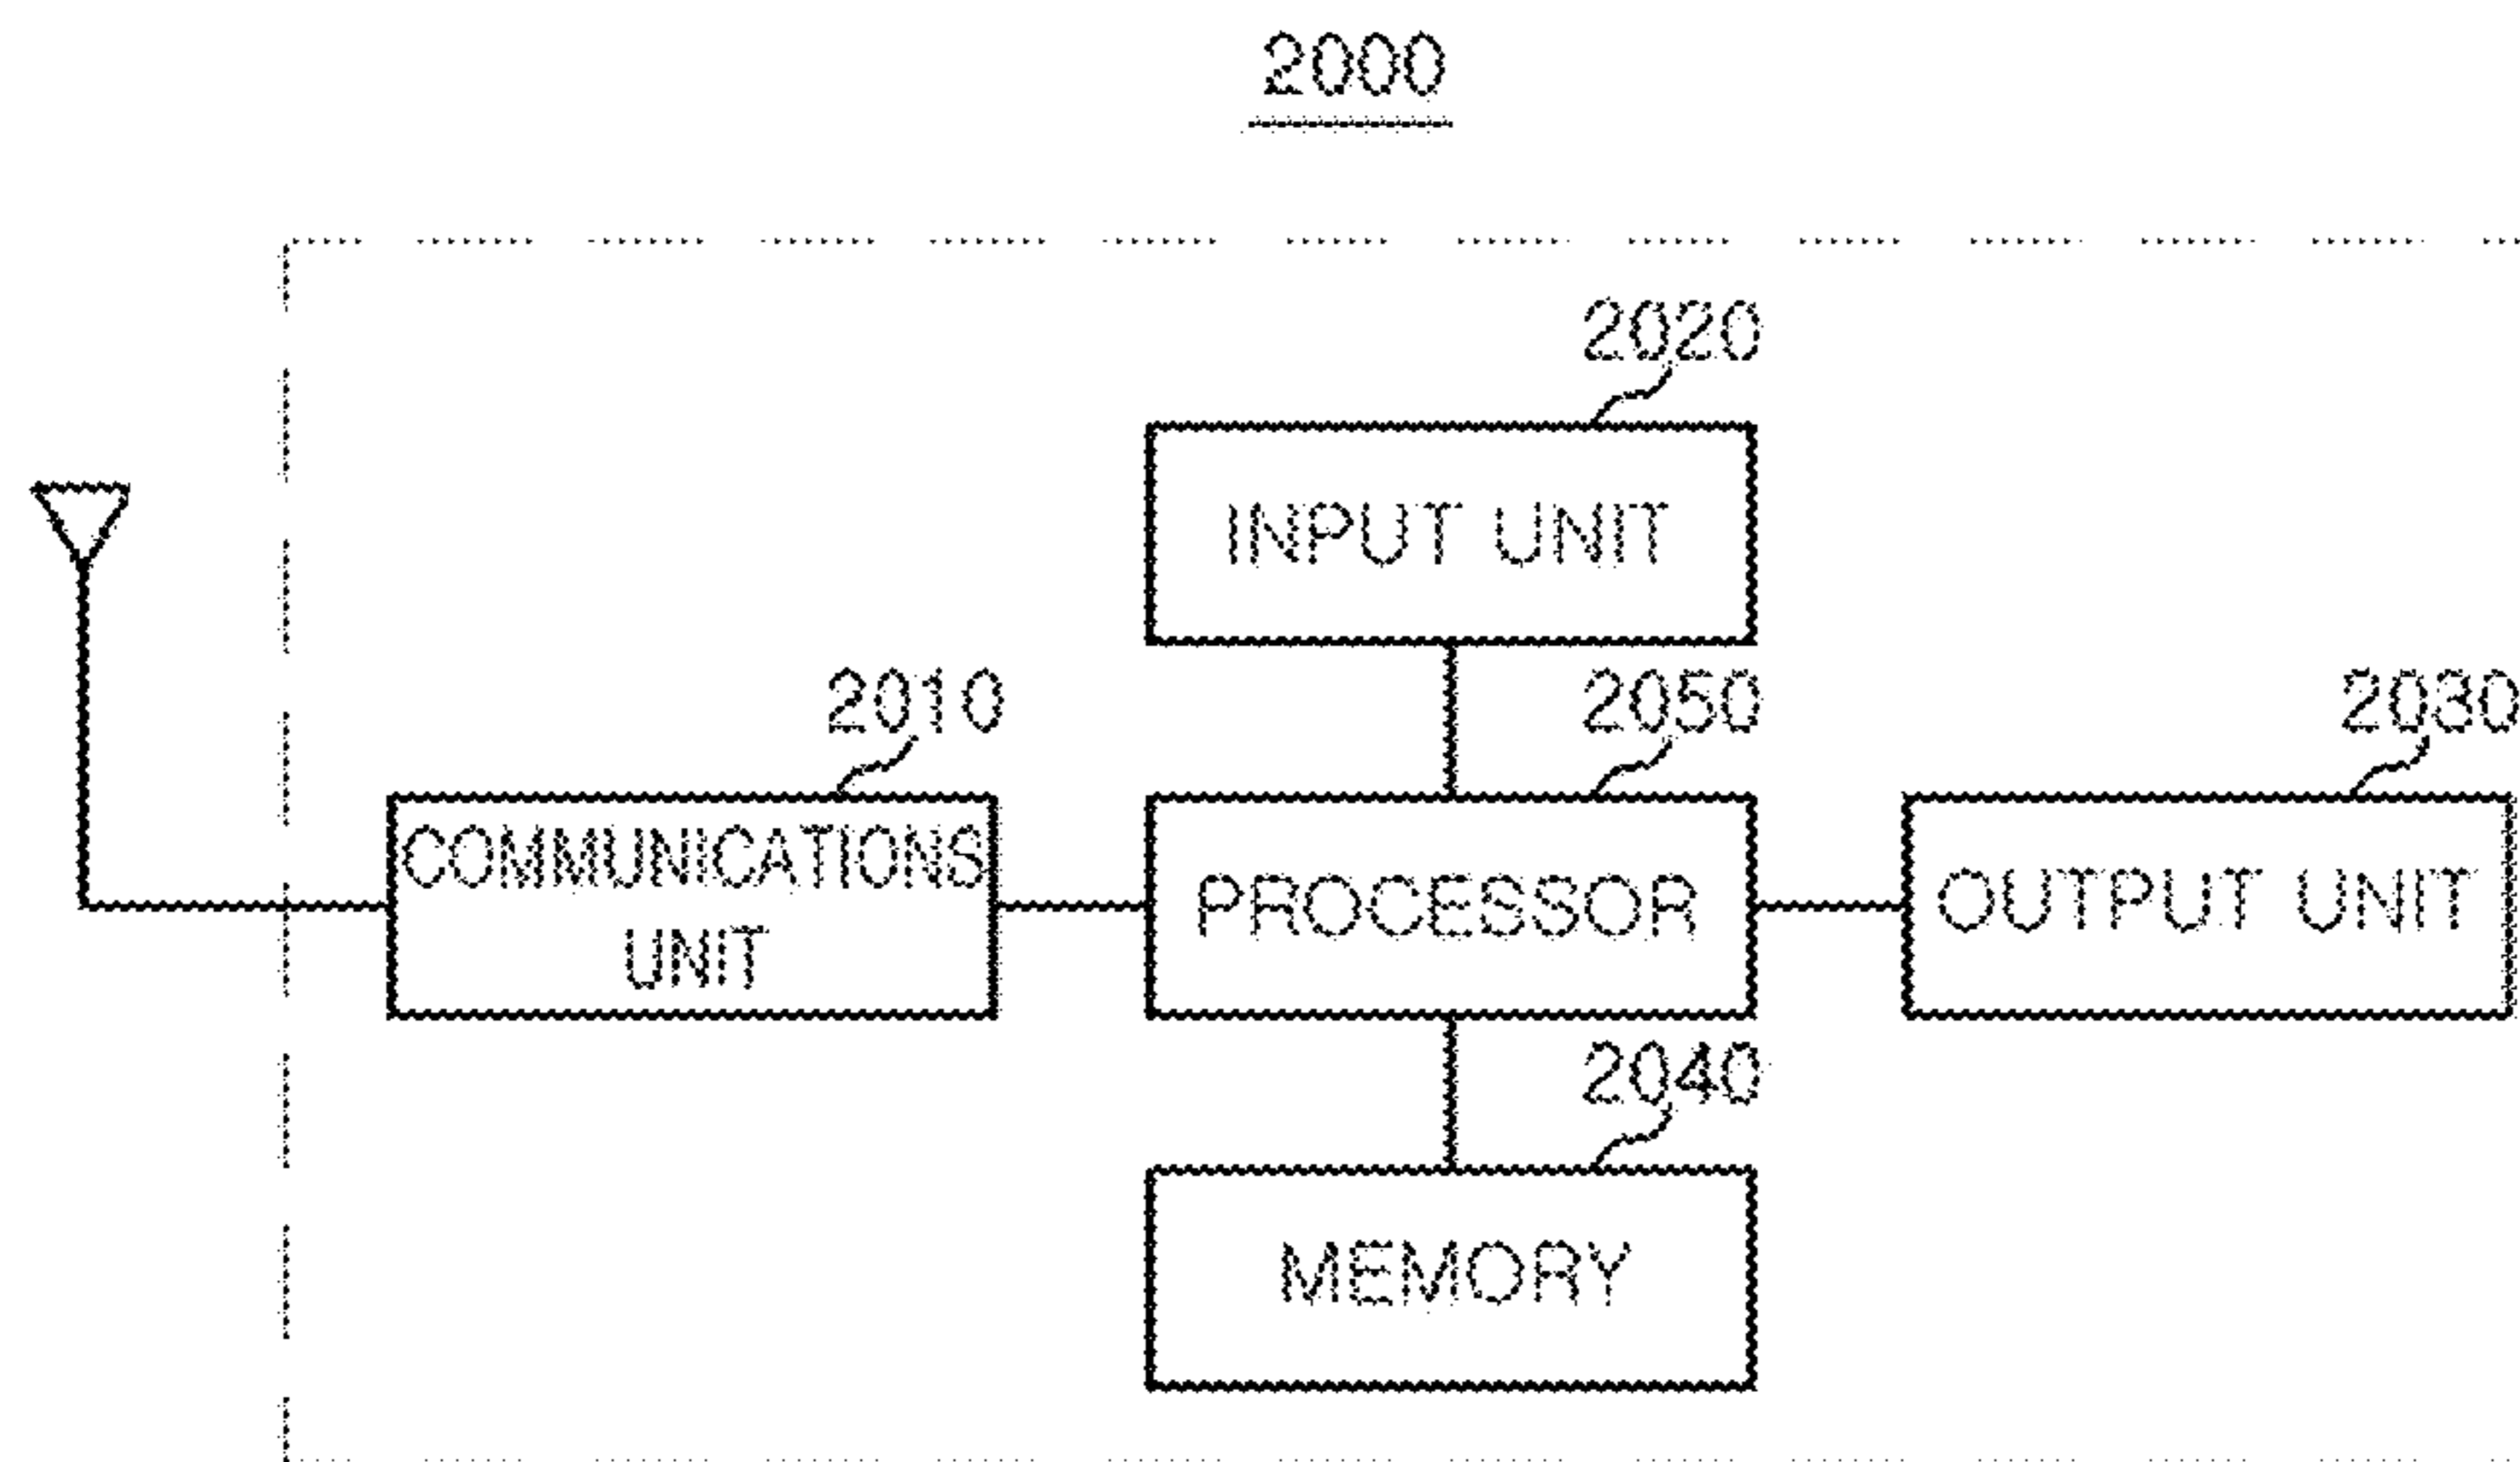 2000
2020
INPUT UNIT
2010
2050
2030
COMMUNICATIONS
UNIT
PROCESSOR
OUTPUT UNIT
2040
MEMORY